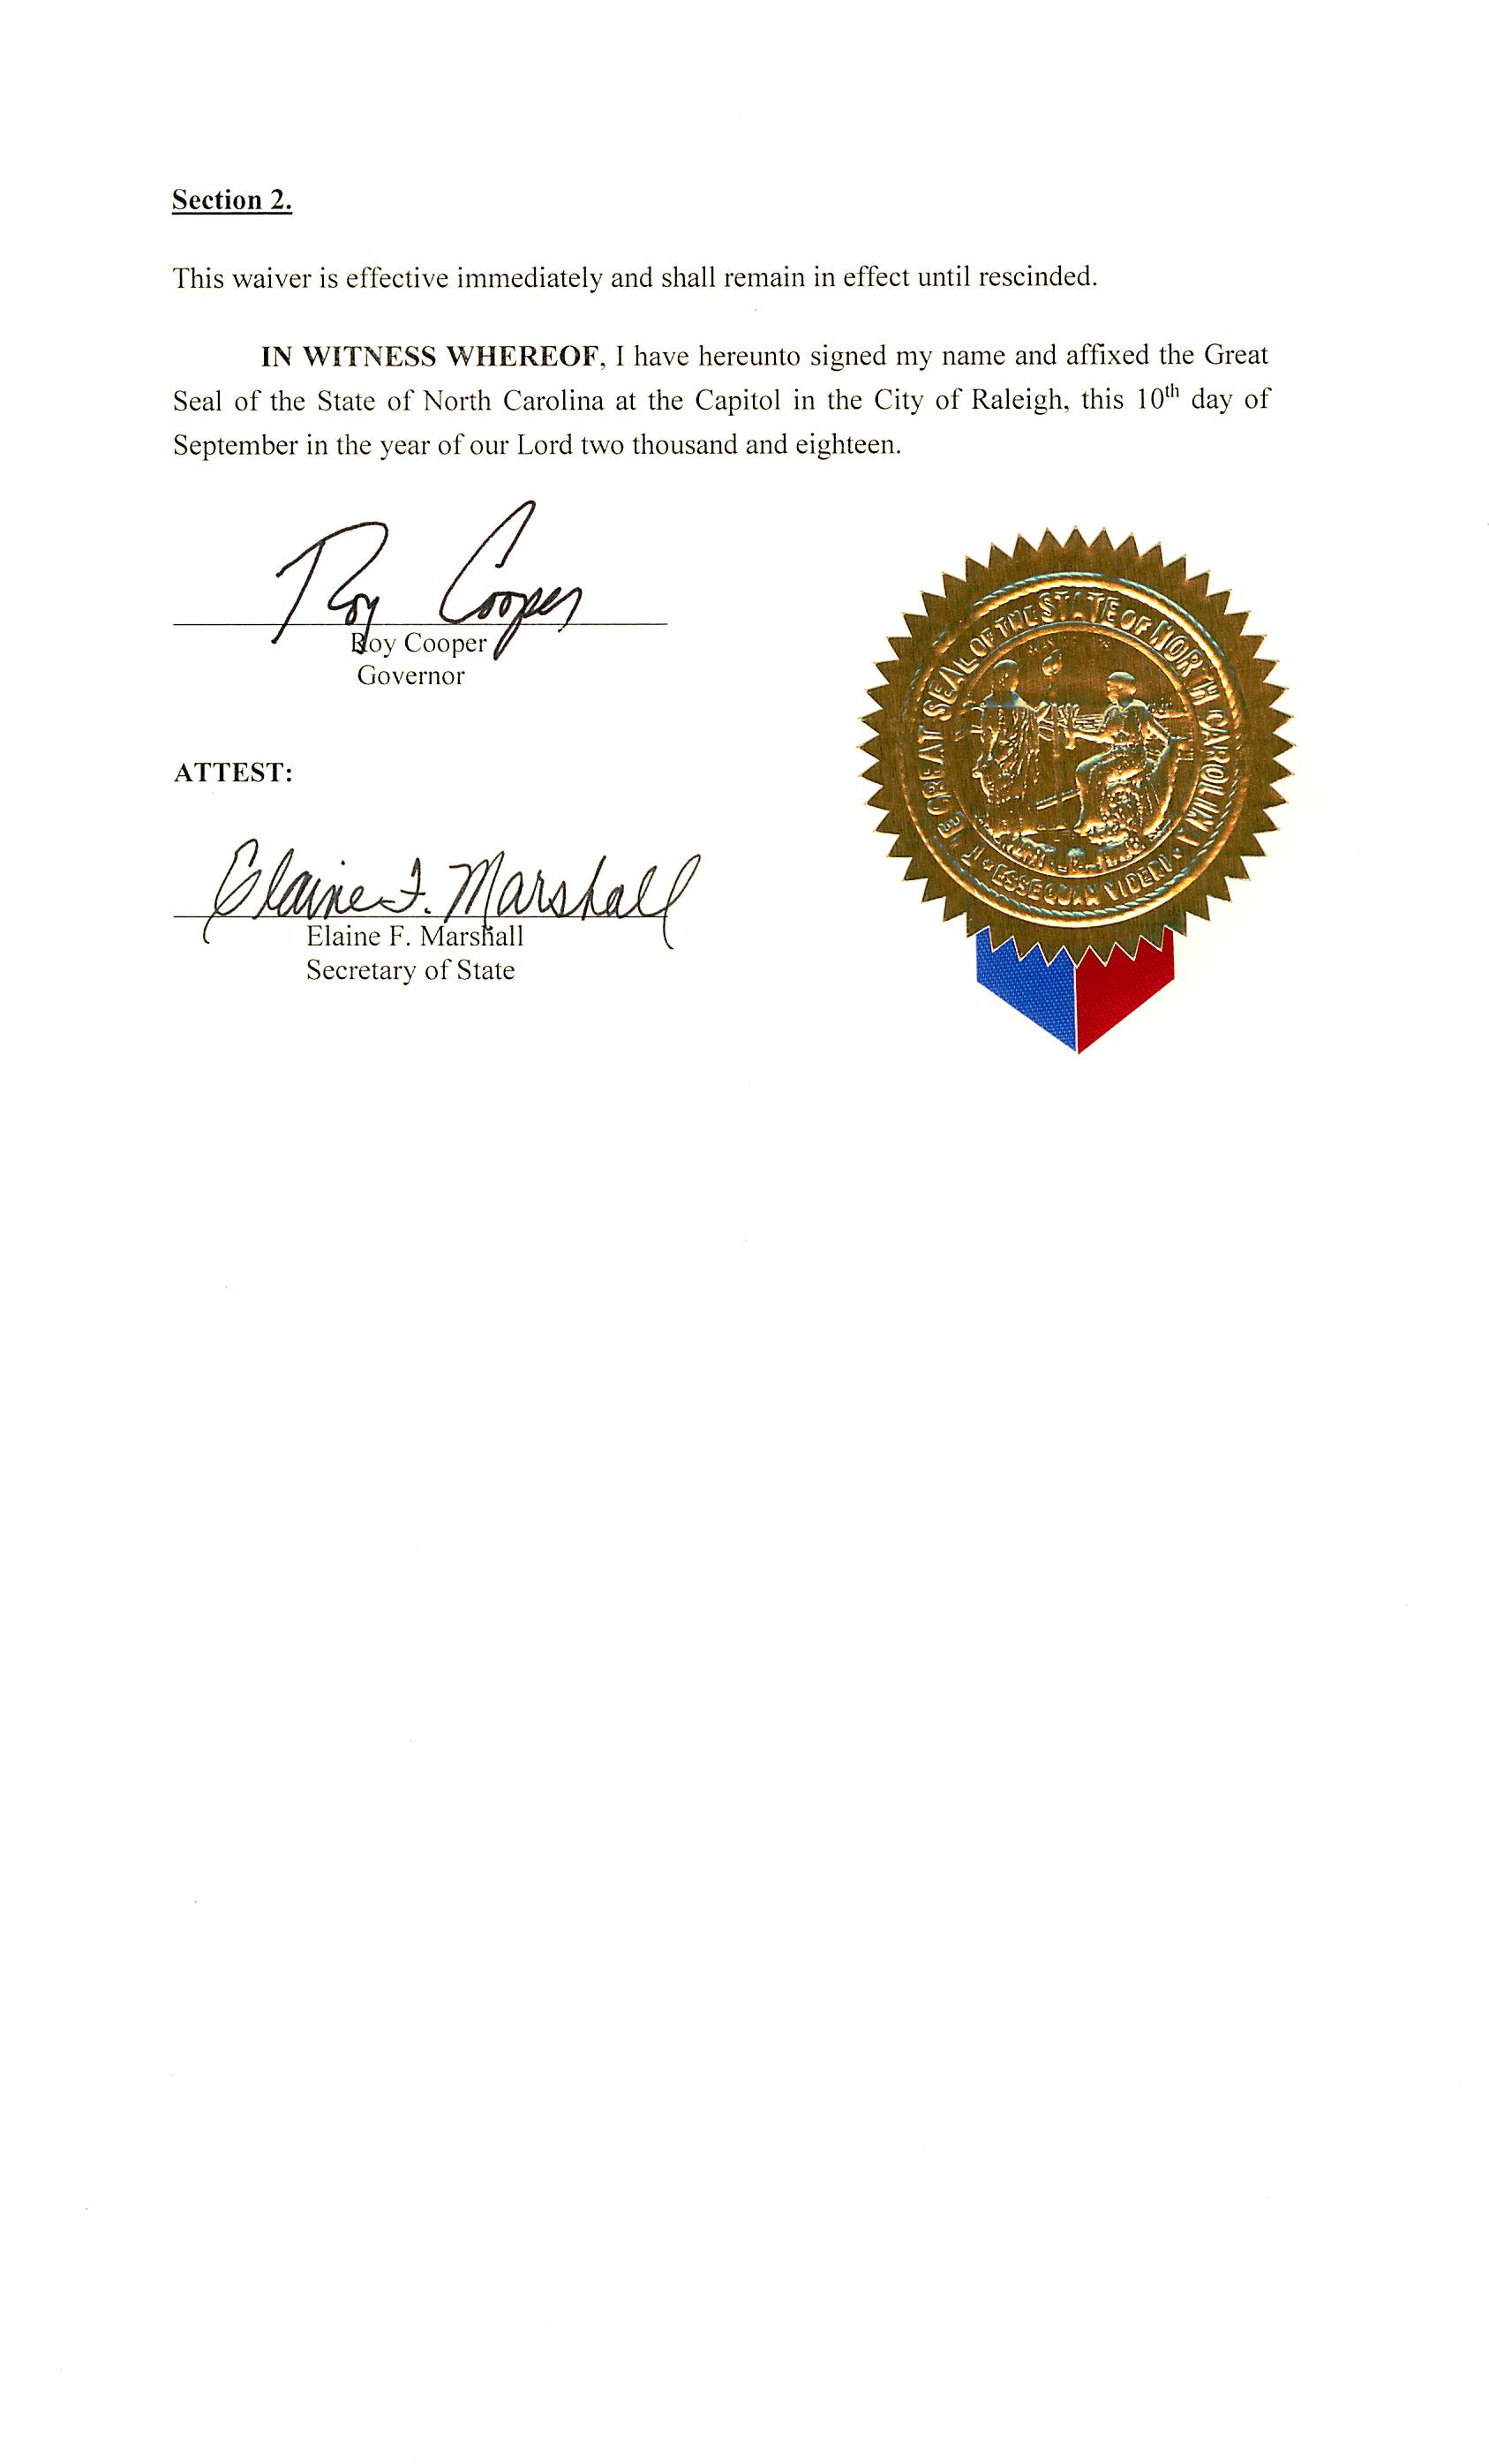 Section 2.
This waiver is effective immediately and shall remain in effect until rescinded.
IN WITNESS WHEREOF, I have hereunto signed my name and affixed the Great
Seal of the State of North Carolina at the Capitol in the City of Raleigh, this 10th day of
September in the year of our Lord two thousand and eighteen.
Roy Cooper
Roy Cooper
Governor
ATTEST:
Elaine F. Marshall
Elaine F. Marshall
Secretary of State
GREAT SEAL OF THE STATE OF NORTH CAROLINA
ESSE QUAM VIDERI